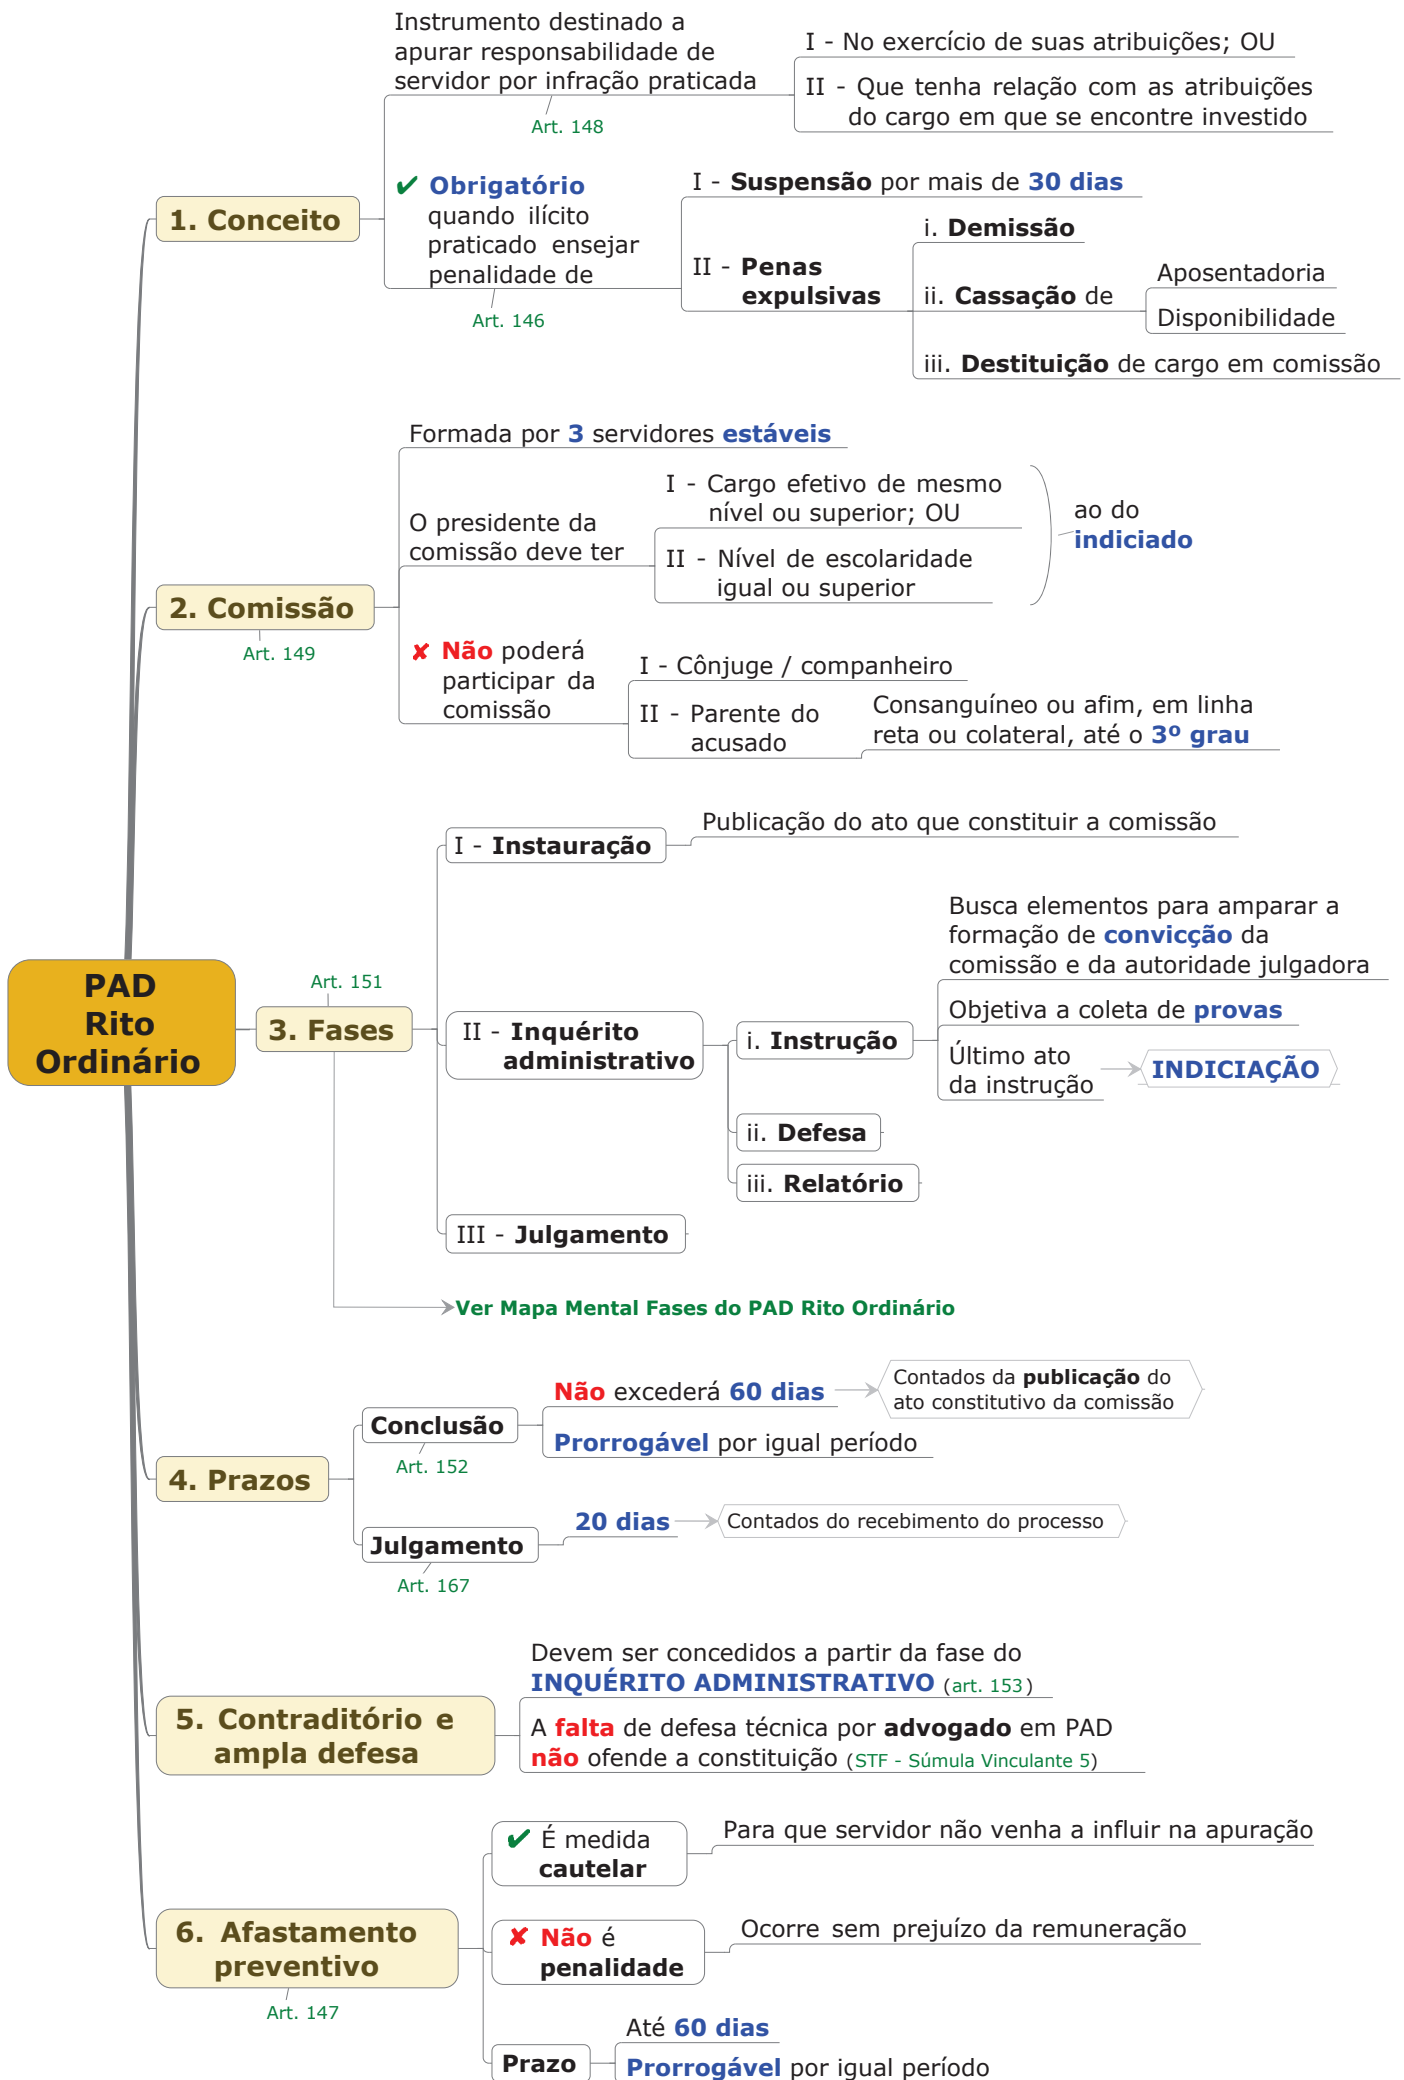 PAD
Rito
Ordinário
1. Conceito
Instrumento destinado a
apurar responsabilidade de
servidor por infração praticada
Art. 148
I - No exercício de suas atribuições; OU
II - Que tenha relação com as atribuições
do cargo em que se encontre investido
✔ Obrigatório
quando ilícito
praticado ensejar
penalidade de
Art. 146
I - Suspensão por mais de 30 dias
II - Penas
expulsivas
i. Demissão
ii. Cassação de
Aposentadoria
Disponibilidade
iii. Destituição de cargo em comissão
2. Comissão
Art. 149
Formada por 3 servidores estáveis
O presidente da
comissão deve ter
I - Cargo efetivo de mesmo
nível ou superior; OU
II - Nível de escolaridade
igual ou superior
ao do
indiciado
✘ Não poderá
participar da
comissão
I - Cônjuge / companheiro
II - Parente do
acusado
Consanguíneo ou afim, em linha
reta ou colateral, até o 3º grau
Art. 151
3. Fases
I - Instauração
Publicação do ato que constituir a comissão
II - Inquérito
administrativo
i. Instrução
Busca elementos para amparar a
formação de convicção da
comissão e da autoridade julgadora
Objetiva a coleta de provas
Último ato
da instrução
INDICIAÇÃO
ii. Defesa
iii. Relatório
III - Julgamento
Ver Mapa Mental Fases do PAD Rito Ordinário
4. Prazos
Conclusão
Art. 152
Não excederá 60 dias
Contados da publicação do
ato constitutivo da comissão
Prorrogável por igual período
Julgamento
Art. 167
20 dias
Contados do recebimento do processo
5. Contraditório e
ampla defesa
Devem ser concedidos a partir da fase do
INQUÉRITO ADMINISTRATIVO (art. 153)
A falta de defesa técnica por advogado em PAD
não ofende a constituição (STF - Súmula Vinculante 5)
6. Afastamento
preventivo
Art. 147
✔ É medida
cautelar
Para que servidor não venha a influir na apuração
✘ Não é
penalidade
Ocorre sem prejuízo da remuneração
Prazo
Até 60 dias
Prorrogável por igual período